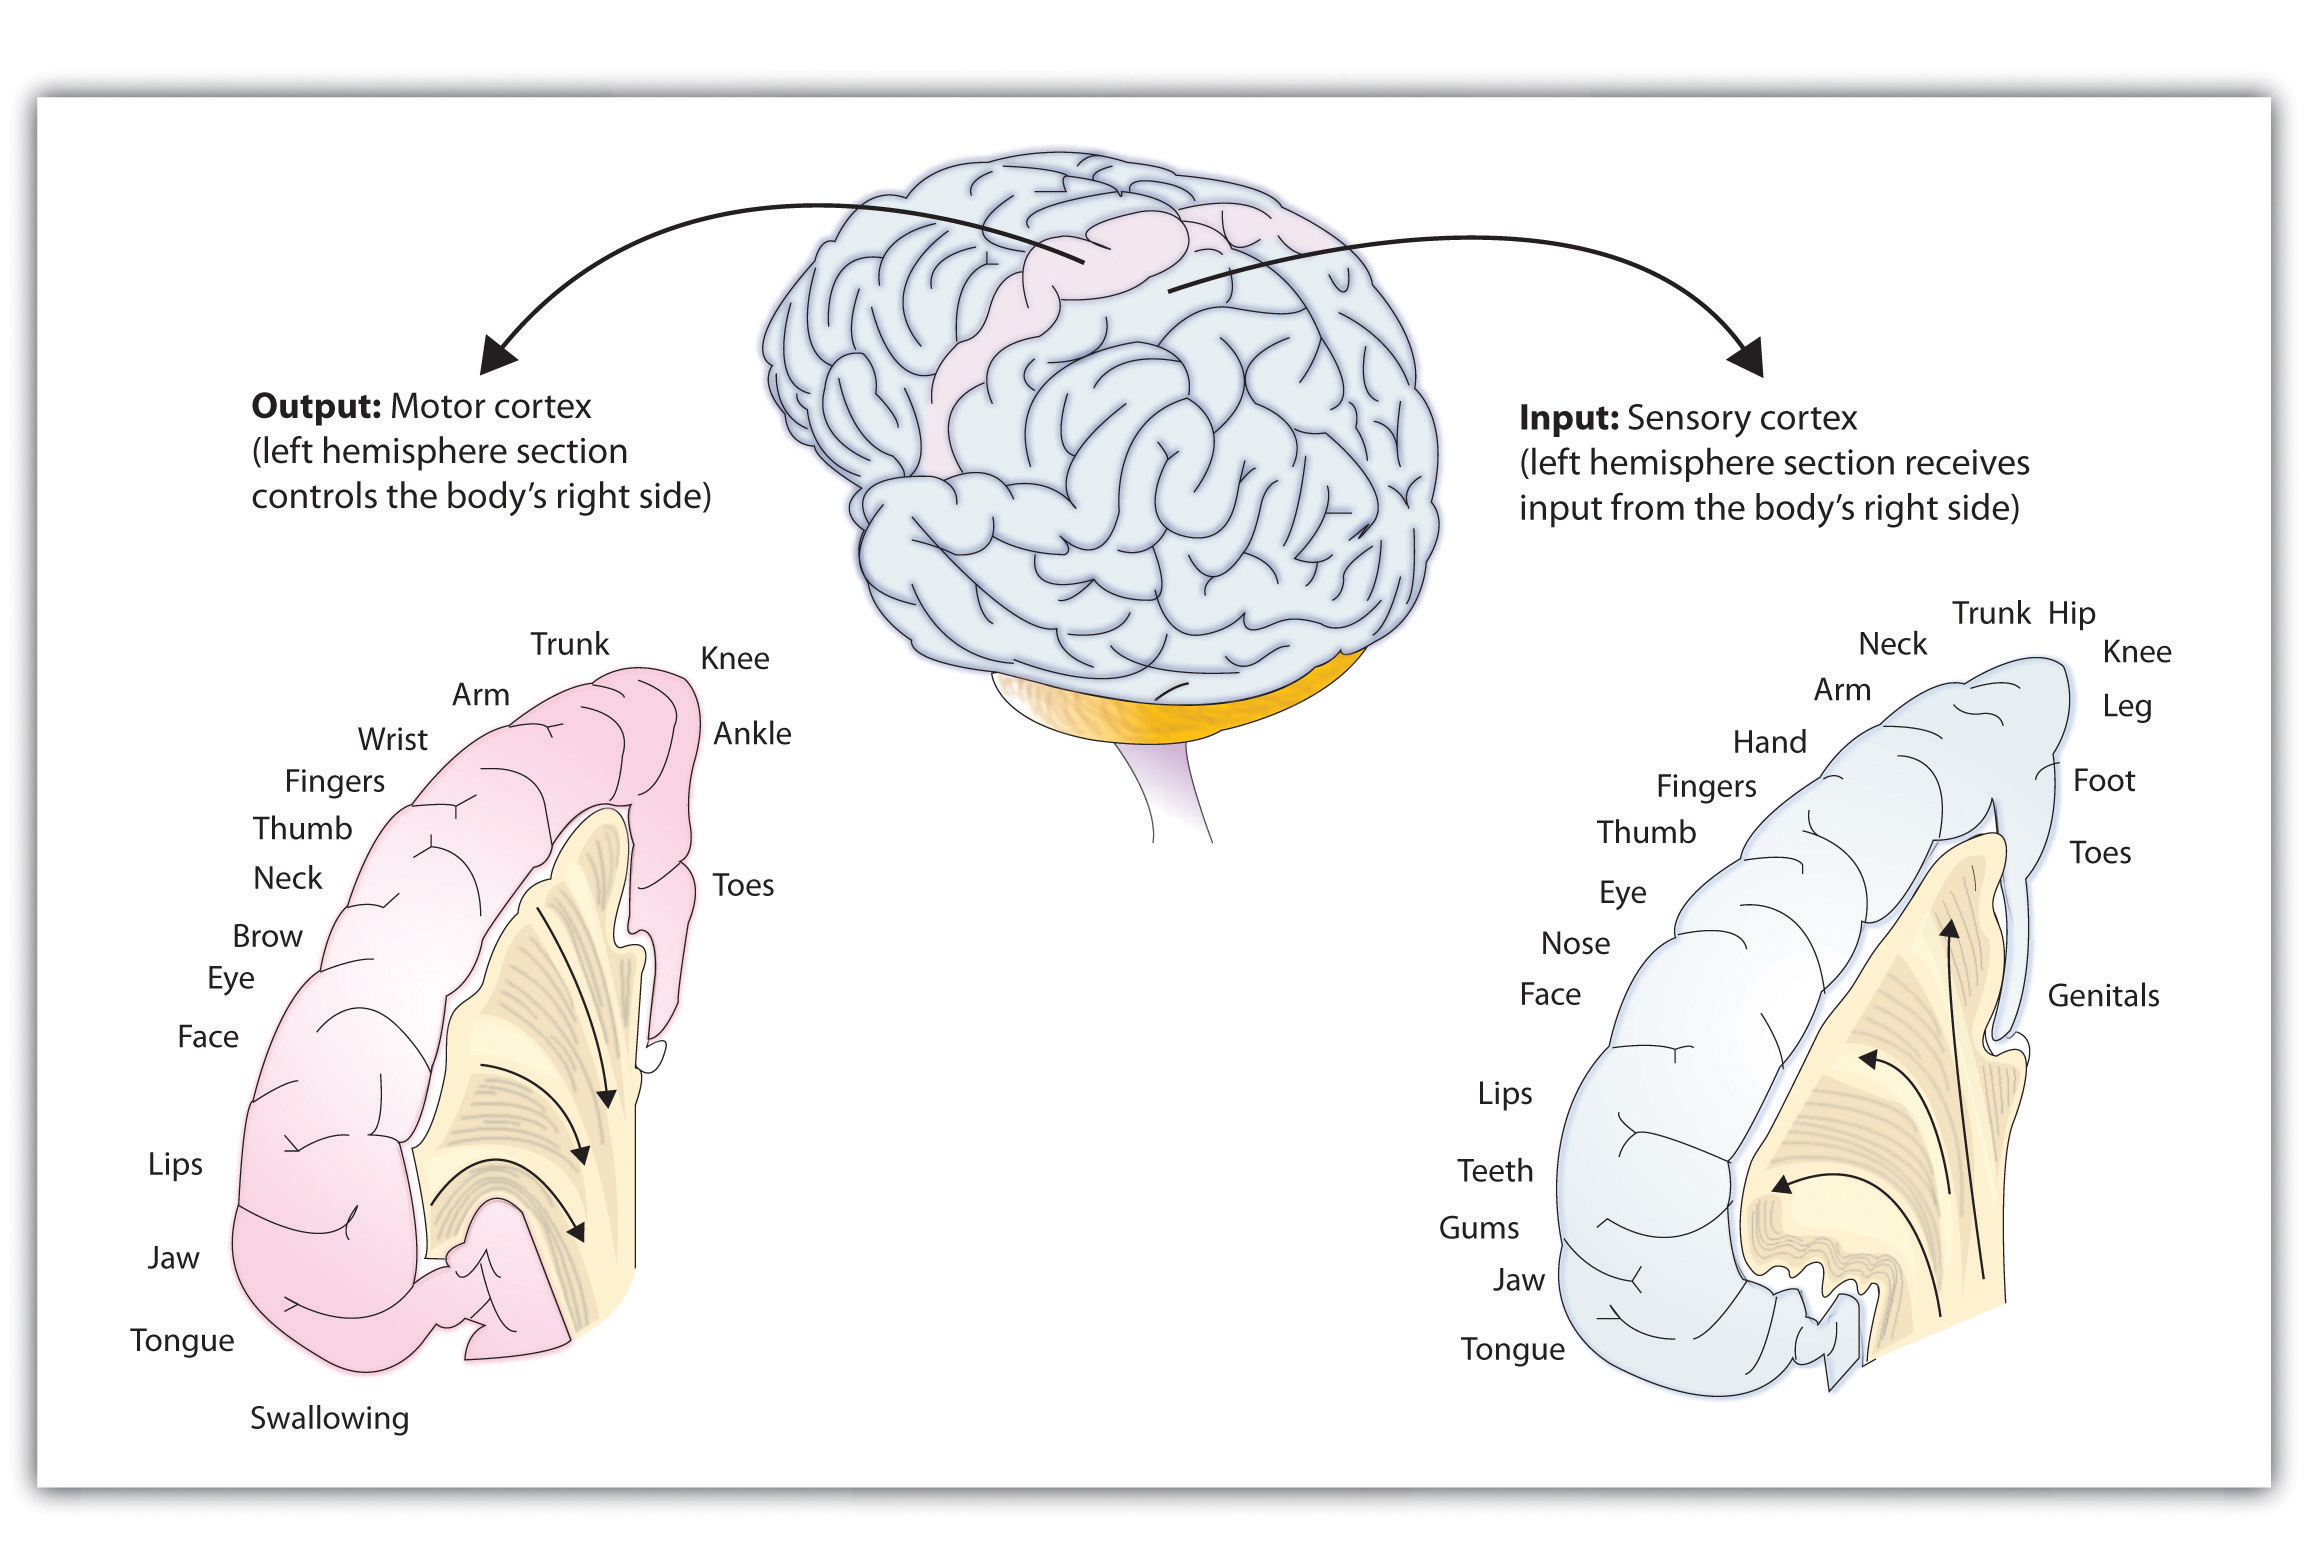 Output: Motor cortex
(left hemisphere section
controls the body’s right side)
Trunk
Knee
Arm
Ankle
Wrist
Fingers
Thumb
Neck
Toes
Brow
Eye
Face
Lips
Jaw
Tongue
Swallowing
Input: Sensory cortex
(left hemisphere section receives
input from the body’s right side)
Trunk Hip
Neck
Knee
Arm
Leg
Hand
Foot
Fingers
Thumb
Toes
Eye
Nose
Face
Genitals
Lips
Teeth
Gums
Jaw
Tongue